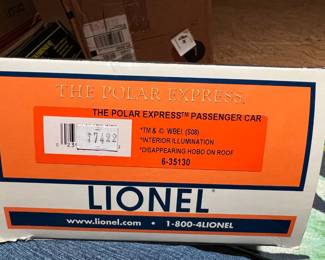 THE POLAR EXPRESS™
THE POLAR EXPRESS™ PASSENGER CAR
*TM & © WBEI. (S08)
*INTERIOR ILLUMINATION
*DISAPPEARING HOBO ON ROOF
6-35130
LIONEL®
www.lionel.com • 1-800-4LIONEL